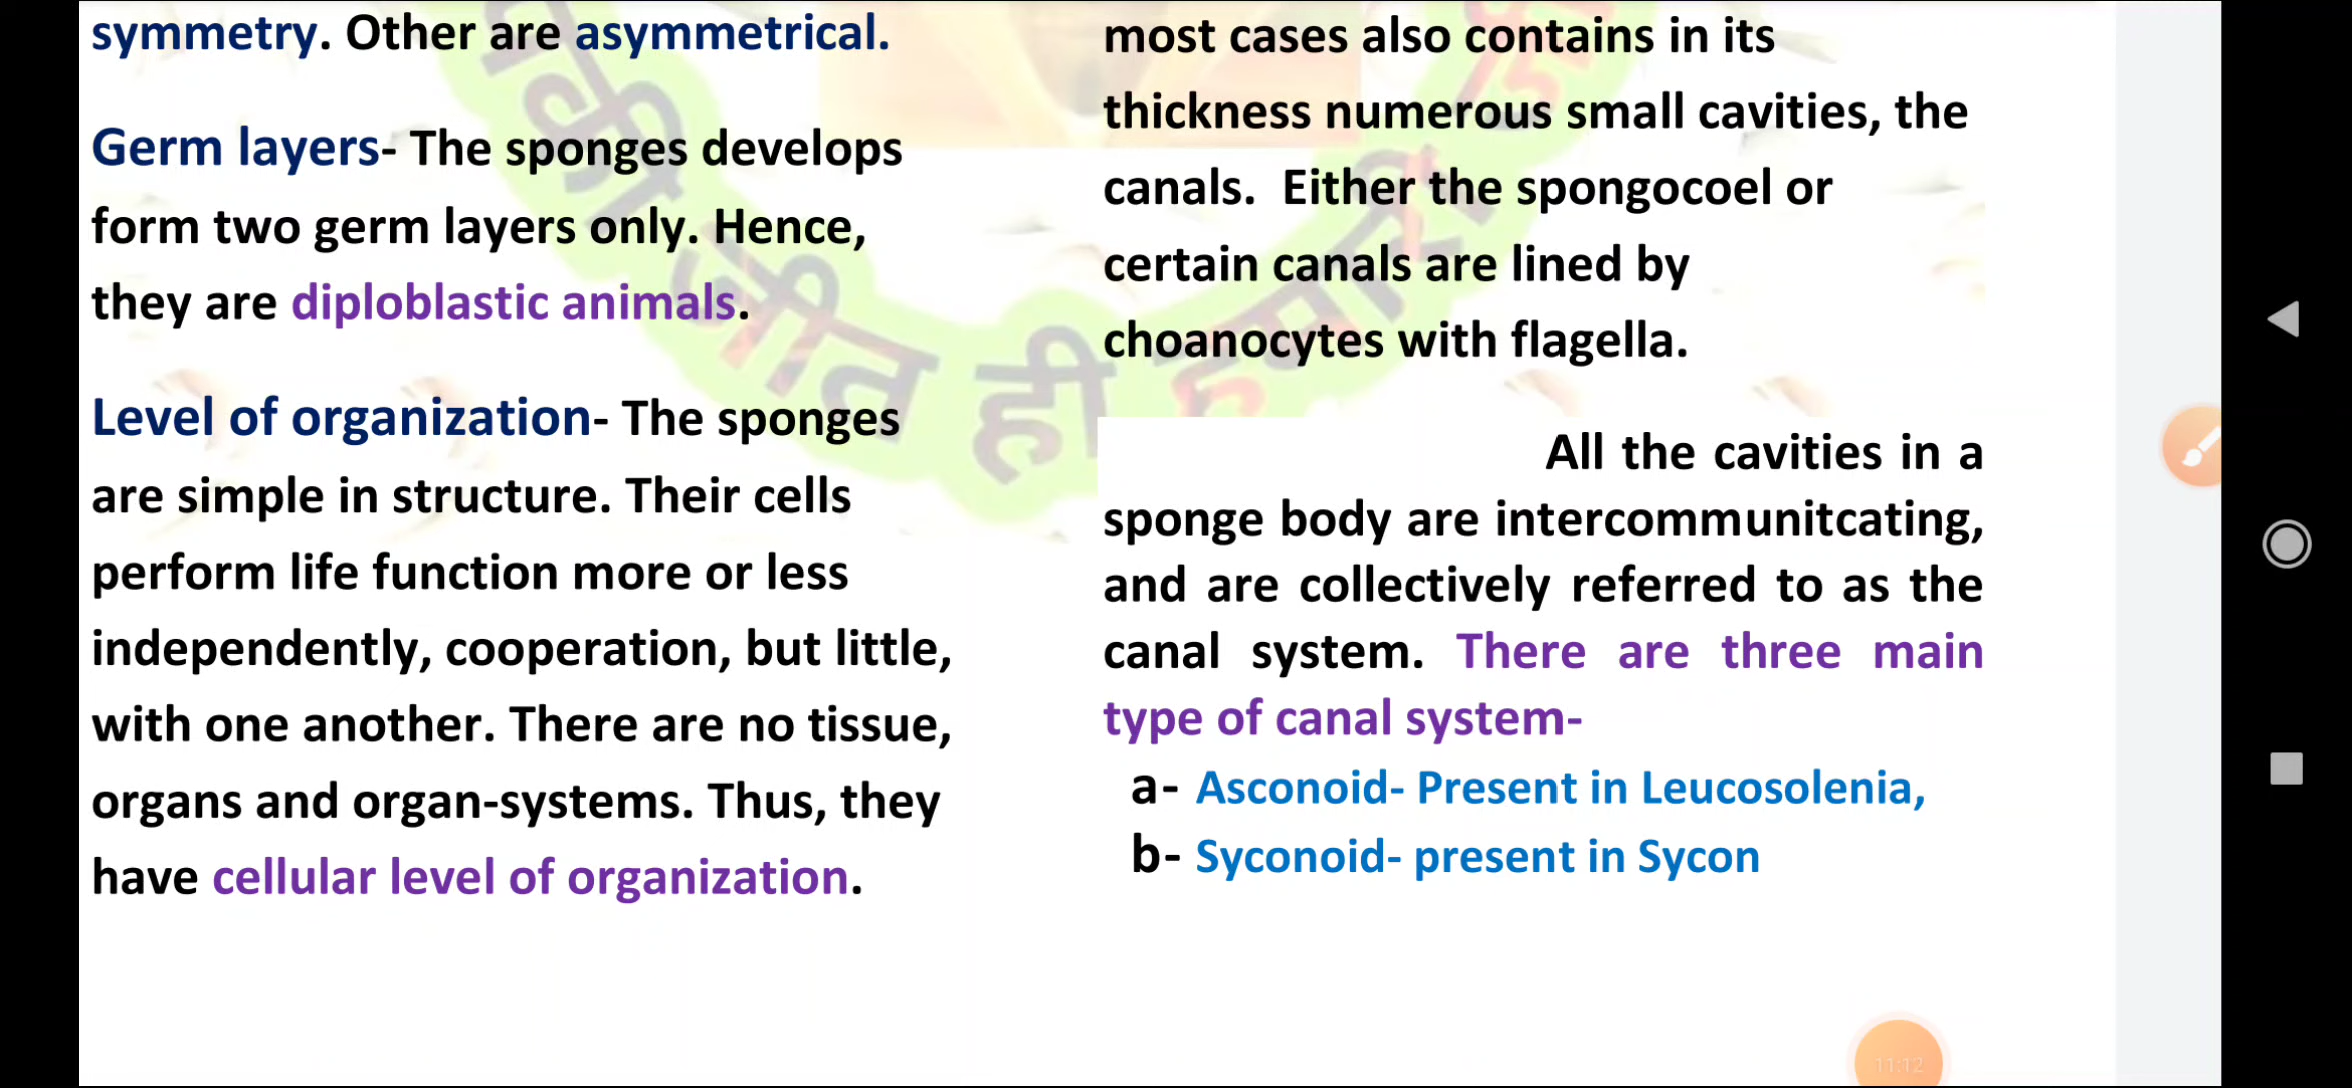 symmetry. Other are asymmetrical.
Germ layers- The sponges develops
form two germ layers only. Hence,
they are diploblastic animals.
Level of organization- The sponges
are simple in structure. Their cells
perform life function more or less
independently, cooperation, but little,
with one another. There are no tissue,
organs and organ-systems. Thus, they
have cellular level of organization.
most cases also contains in its
thickness numerous small cavities, the
canals.  Either the spongocoel or
certain canals are lined by
choanocytes with flagella.
All the cavities in a
sponge body are intercommunitcating,
and are collectively referred to as the
canal system. There are three main
type of canal system-
a- Asconoid- Present in Leucosolenia,
b- Syconoid- present in Sycon
जीत ही हमारी
11:12